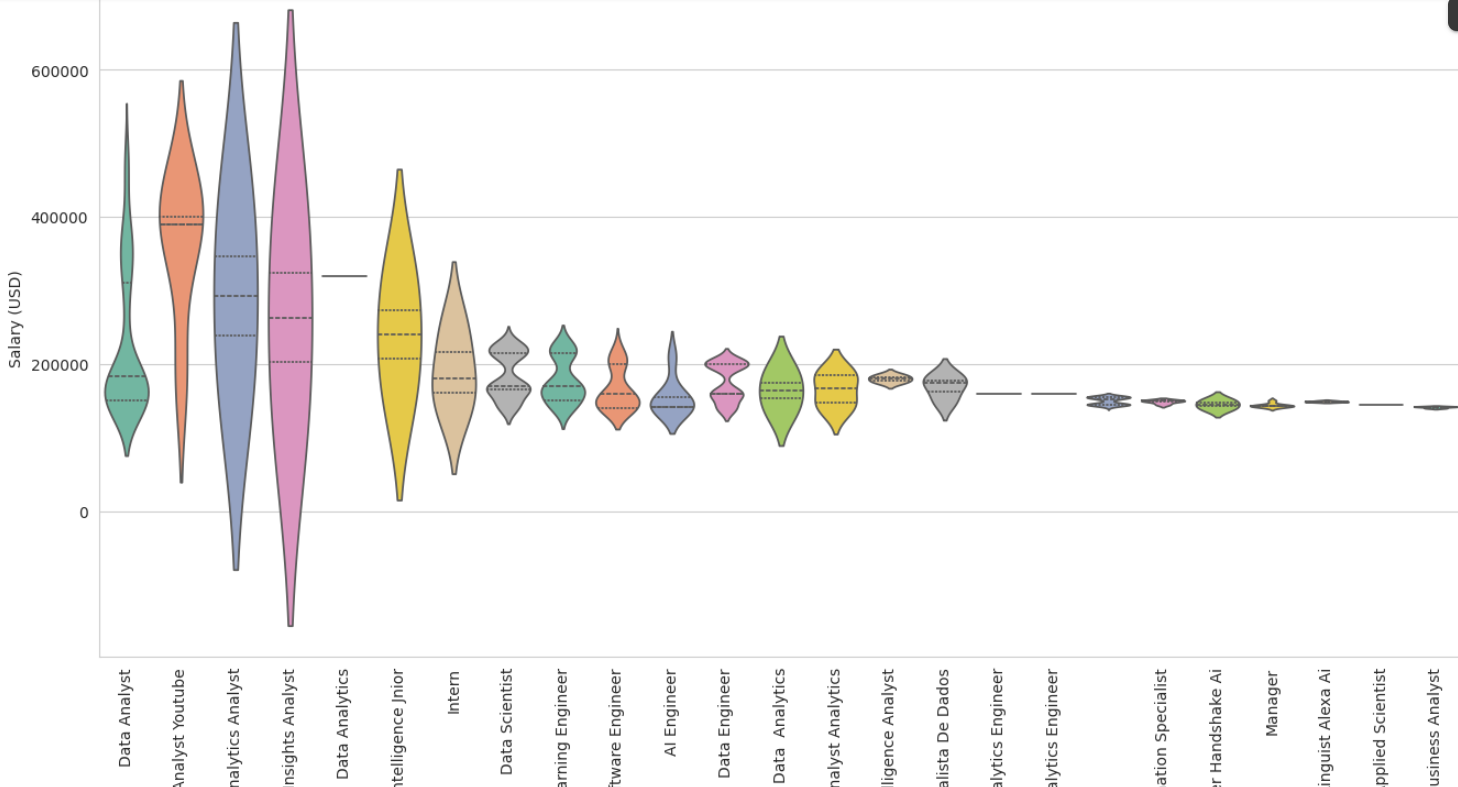 600000
400000
200000
0
Salary (USD)
Data Analyst
Analyst Youtube
nalytics Analyst
Insights Analyst
Data Analytics
ntelligence Jnior
Intern
Data Scientist
arning Engineer
ftware Engineer
AI Engineer
Data Engineer
Data  Analytics
nalyst Analytics
lligence Analyst
alista De Dados
alytics Engineer
alytics Engineer
ation Specialist
er Handshake Ai
Manager
inguist Alexa Ai
pplied Scientist
usiness Analyst